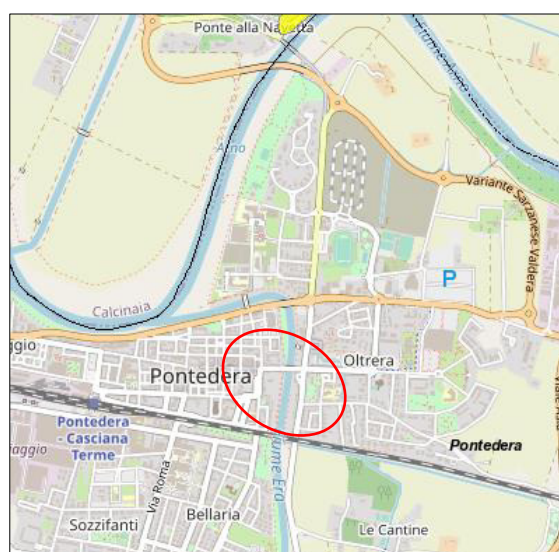 Ponte alla Navetta
Fiume Arno
Arno
Variante Sarzanese Valdera
P
Calcinaia
Oltrera
Pontedera
Pontedera
- Casciana
Terme
Pontedera
Via Roma
Bellaria
Sozzifanti
Le Cantine